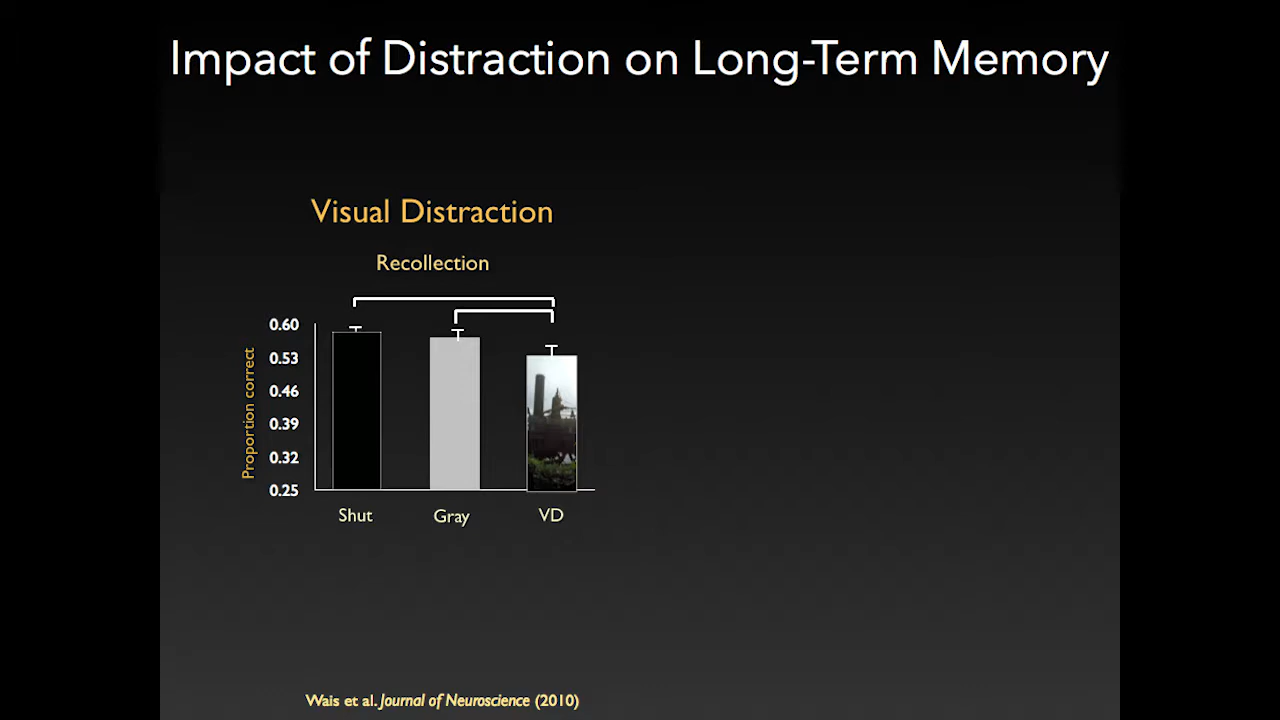 Impact of Distraction on Long-Term Memory
Visual Distraction
Recollection
Proportion correct
0.60
0.53
0.46
0.39
0.32
0.25
Shut Gray VD
Wais et al. Journal of Neuroscience (2010)